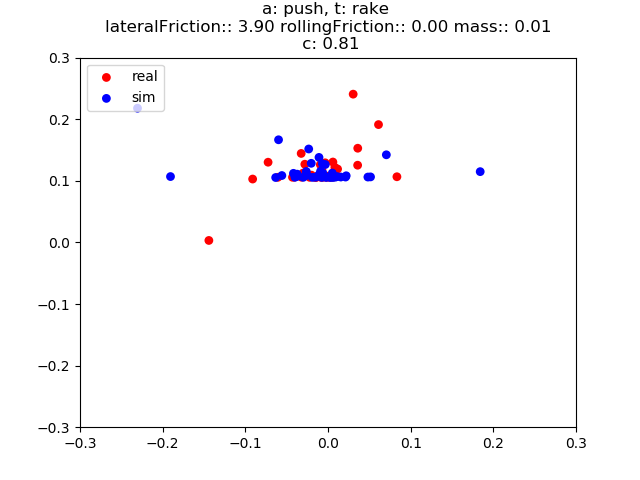 a: push, t: rake
lateralFriction:: 3.90 rollingFriction:: 0.00 mass:: 0.01
c: 0.81
real
sim
0.3
0.2
0.1
0.0
−0.1
−0.2
−0.3
−0.3
−0.2
−0.1
0.0
0.1
0.2
0.3